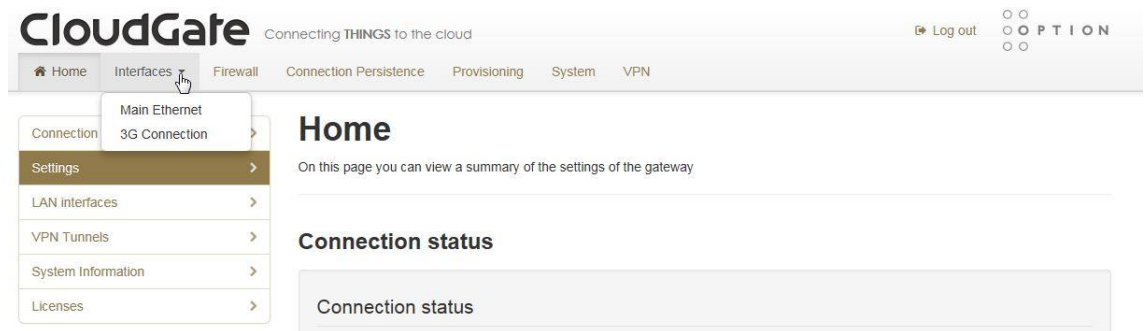 CloudGate Connecting THINGS to the cloud
Log out
OPTION
Home Interfaces Firewall Connection Persistence Provisioning System VPN
Main Ethernet
3G Connection
Connection
Settings
LAN interfaces
VPN Tunnels
System Information
Licenses
Home
On this page you can view a summary of the settings of the gateway
Connection status
Connection status